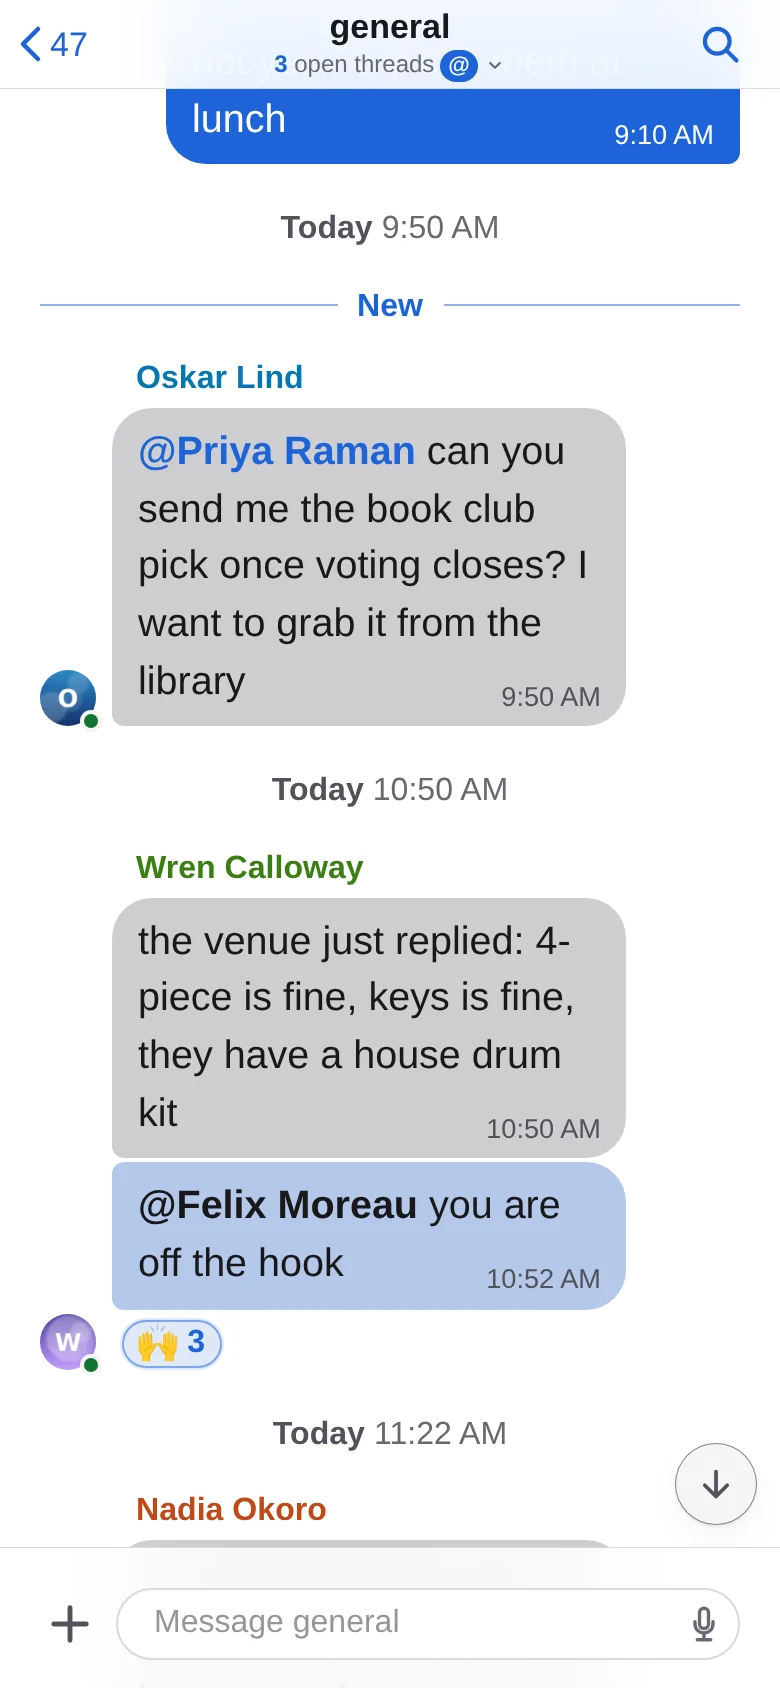 47
general
3 open threads @
lunch
9:10 AM
Today 9:50 AM
New
Oskar Lind
@Priya Raman can you
send me the book club
pick once voting closes? I
want to grab it from the
library
9:50 AM
O
Today 10:50 AM
Wren Calloway
the venue just replied: 4-
piece is fine, keys is fine,
they have a house drum
kit
10:50 AM
@Felix Moreau you are
off the hook
10:52 AM
W
🙌 3
Today 11:22 AM
Nadia Okoro
Message general